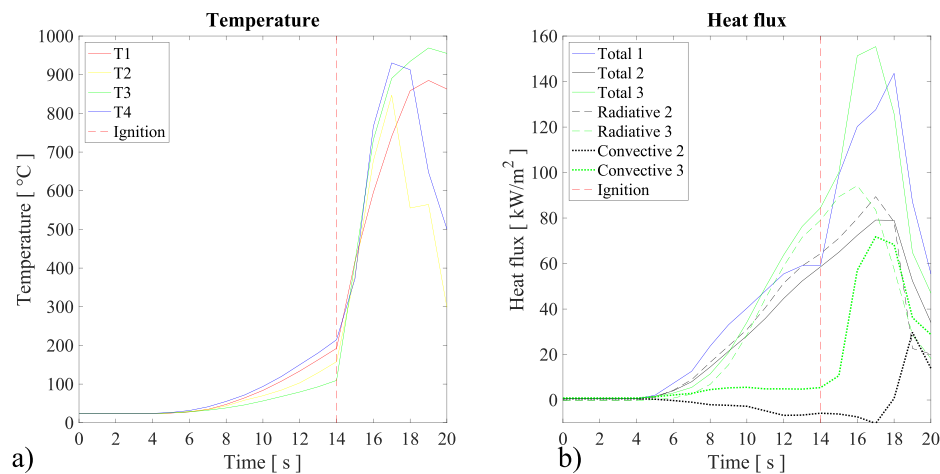 Temperature
1000
900
800
700
600
500
400
300
200
100
0
Temperature [ °C]
T1
T2
T3
T4
Ignition
0 2 4 6 8 10 12 14 16 18 20
Time [ s]
a)
Heat flux
160
140
120
100
80
60
40
20
0
Heat flux [ kW/m²]
Total 1
Total 2
Total 3
Radiative 2
Radiative 3
Convective 2
Convective 3
Ignition
0 2 4 6 8 10 12 14 16 18 20
-10
Time [ s]
b)